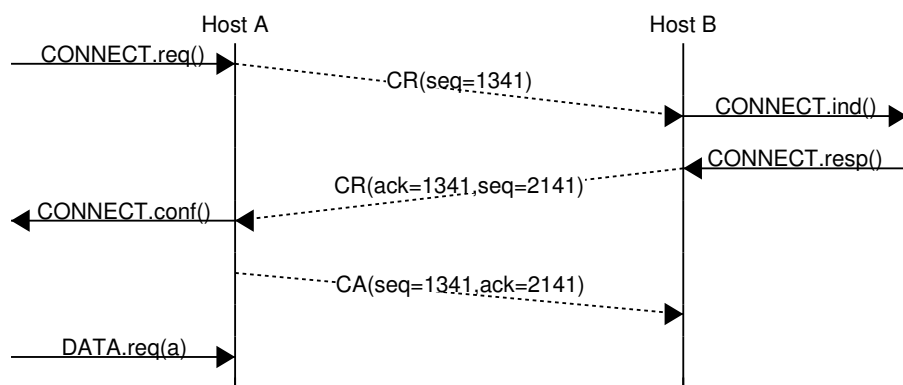 Host A
Host B
CONNECT.req()
CR(seq=1341)
CONNECT.ind()
CONNECT.resp()
CR(ack=1341,seq=2141)
CONNECT.conf()
CA(seq=1341,ack=2141)
DATA.req(a)